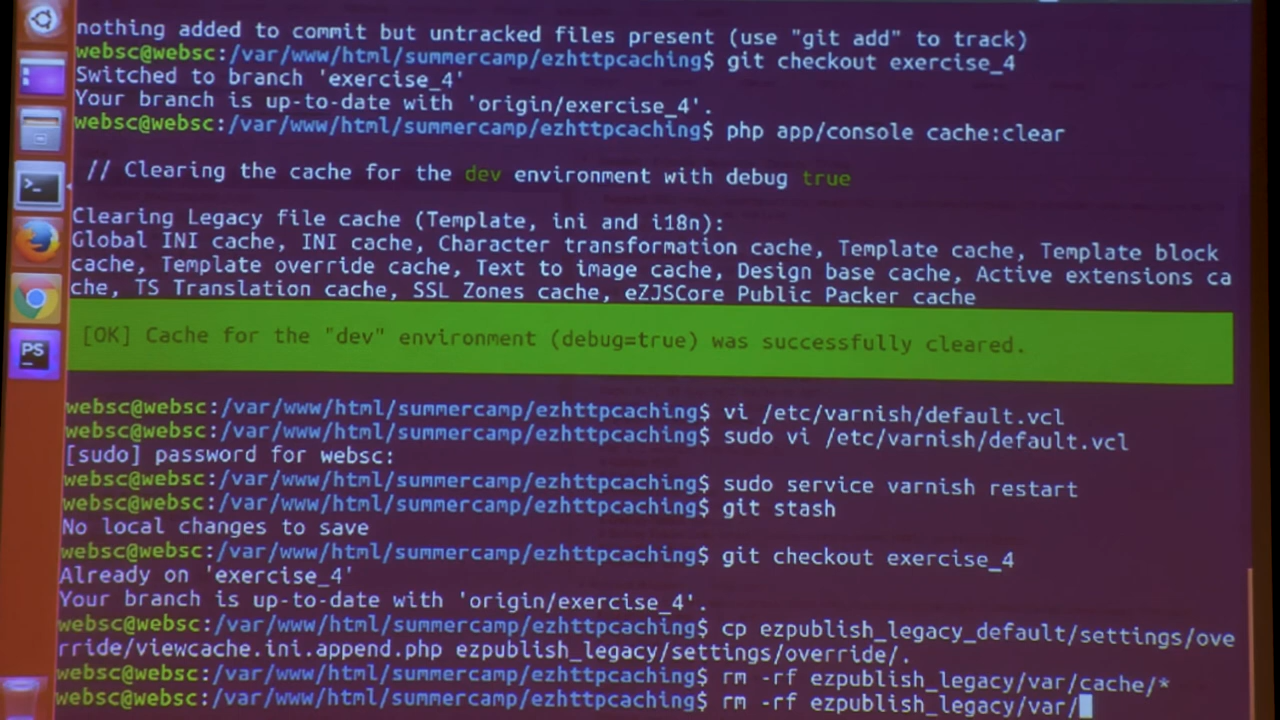 nothing added to commit but untracked files present (use "git add" to track)
websc@websc:/var/www/html/summercamp/ezhttpcaching$ git checkout exercise_4
Switched to branch 'exercise_4'
Your branch is up-to-date with 'origin/exercise_4'.
websc@websc:/var/www/html/summercamp/ezhttpcaching$ php app/console cache:clear
// Clearing the cache for the dev environment with debug true
Clearing Legacy file cache (Template, ini and i18n):
Global INI cache, INI cache, Character transformation cache, Template cache, Template block
cache, Template override cache, Text to image cache, Design base cache, Active extensions ca
che, TS Translation cache, SSL Zones cache, eZJSCore Public Packer cache
[OK] Cache for the "dev" environment (debug=true) was successfully cleared.
websc@websc:/var/www/html/summercamp/ezhttpcaching$ vi /etc/varnish/default.vcl
websc@websc:/var/www/html/summercamp/ezhttpcaching$ sudo vi /etc/varnish/default.vcl
[sudo] password for websc:
websc@websc:/var/www/html/summercamp/ezhttpcaching$ sudo service varnish restart
websc@websc:/var/www/html/summercamp/ezhttpcaching$ git stash
No local changes to save
websc@websc:/var/www/html/summercamp/ezhttpcaching$ git checkout exercise_4
Already on 'exercise_4'
Your branch is up-to-date with 'origin/exercise_4'.
websc@websc:/var/www/html/summercamp/ezhttpcaching$ cp ezpublish_legacy_default/settings/ove
rride/viewcache.ini.append.php ezpublish_legacy/settings/override/.
websc@websc:/var/www/html/summercamp/ezhttpcaching$ rm -rf ezpublish_legacy/var/cache/*
websc@websc:/var/www/html/summercamp/ezhttpcaching$ rm -rf ezpublish_legacy/var/
PS